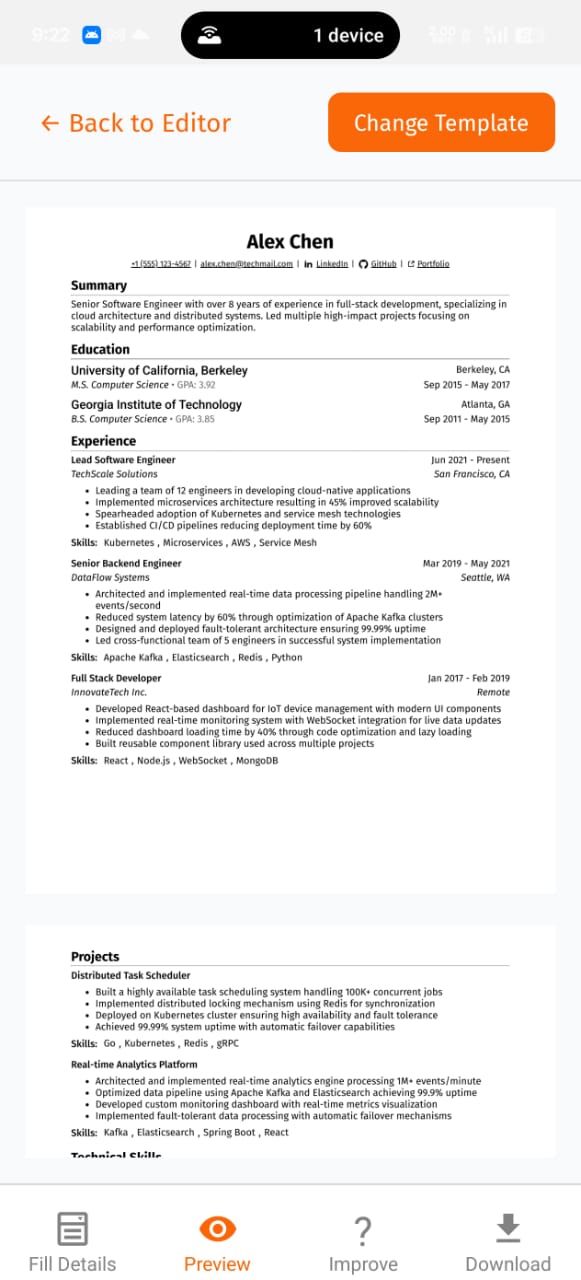 9:22
1 device
← Back to Editor
Change Template
Alex Chen
+1 (555) 123-4567 | alex.chen@techmail.com | in LinkedIn | GitHub | Portfolio
Summary
Senior Software Engineer with over 8 years of experience in full-stack development, specializing in
cloud architecture and distributed systems. Led multiple high-impact projects focusing on
scalability and performance optimization.
Education
University of California, Berkeley Berkeley, CA
M.S. Computer Science • GPA: 3.92 Sep 2015 - May 2017
Georgia Institute of Technology Atlanta, GA
B.S. Computer Science • GPA: 3.85 Sep 2011 - May 2015
Experience
Lead Software Engineer Jun 2021 - Present
TechScale Solutions San Francisco, CA
• Leading a team of 12 engineers in developing cloud-native applications
• Implemented microservices architecture resulting in 45% improved scalability
• Spearheaded adoption of Kubernetes and service mesh technologies
• Established CI/CD pipelines reducing deployment time by 60%
Skills: Kubernetes , Microservices , AWS , Service Mesh
Senior Backend Engineer Mar 2019 - May 2021
DataFlow Systems Seattle, WA
• Architected and implemented real-time data processing pipeline handling 2M+
events/second
• Reduced system latency by 60% through optimization of Apache Kafka clusters
• Designed and deployed fault-tolerant architecture ensuring 99.99% uptime
• Led cross-functional team of 5 engineers in successful system implementation
Skills: Apache Kafka , Elasticsearch , Redis , Python
Full Stack Developer Jan 2017 - Feb 2019
InnovateTech Inc. Remote
• Developed React-based dashboard for IoT device management with modern UI components
• Implemented real-time monitoring system with WebSocket integration for live data updates
• Reduced dashboard loading time by 40% through code optimization and lazy loading
• Built reusable component library used across multiple projects
Skills: React , Node.js , WebSocket , MongoDB
Projects
Distributed Task Scheduler
• Built a highly available task scheduling system handling 100K+ concurrent jobs
• Implemented distributed locking mechanism using Redis for synchronization
• Deployed on Kubernetes cluster ensuring high availability and fault tolerance
• Achieved 99.99% system uptime with automatic failover capabilities
Skills: Go , Kubernetes , Redis , gRPC
Real-time Analytics Platform
• Architected and implemented real-time analytics engine processing 1M+ events/minute
• Optimized data pipeline using Apache Kafka and Elasticsearch achieving 99.9% uptime
• Developed custom monitoring dashboard with real-time metrics visualization
• Implemented fault-tolerant data processing with automatic failover mechanisms
Skills: Kafka , Elasticsearch , Spring Boot , React
Technical Skills
Fill Details
Preview
Improve
Download